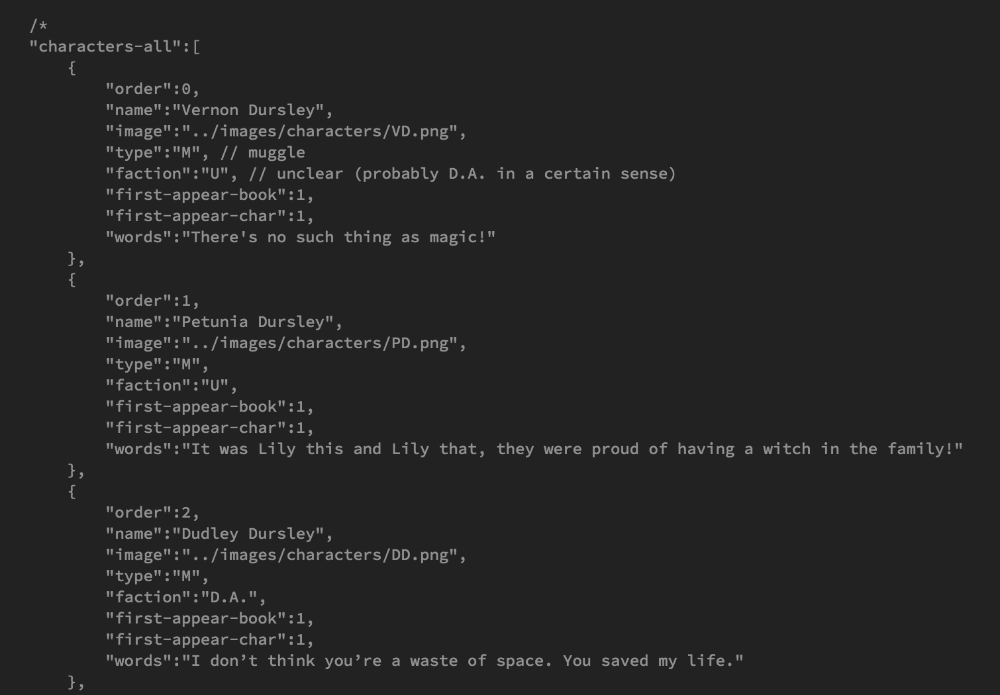 /*
"characters-all":[
{
"order":0,
"name":"Vernon Dursley",
"image":"../images/characters/VD.png",
"type":"M", // muggle
"faction":"U", // unclear (probably D.A. in a certain sense)
"first-appear-book":1,
"first-appear-char":1,
"words":"There's no such thing as magic!"
},
{
"order":1,
"name":"Petunia Dursley",
"image":"../images/characters/PD.png",
"type":"M",
"faction":"U",
"first-appear-book":1,
"first-appear-char":1,
"words":"It was Lily this and Lily that, they were proud of having a witch in the family!"
},
{
"order":2,
"name":"Dudley Dursley",
"image":"../images/characters/DD.png",
"type":"M",
"faction":"D.A.",
"first-appear-book":1,
"first-appear-char":1,
"words":"I don’t think you’re a waste of space. You saved my life."
},